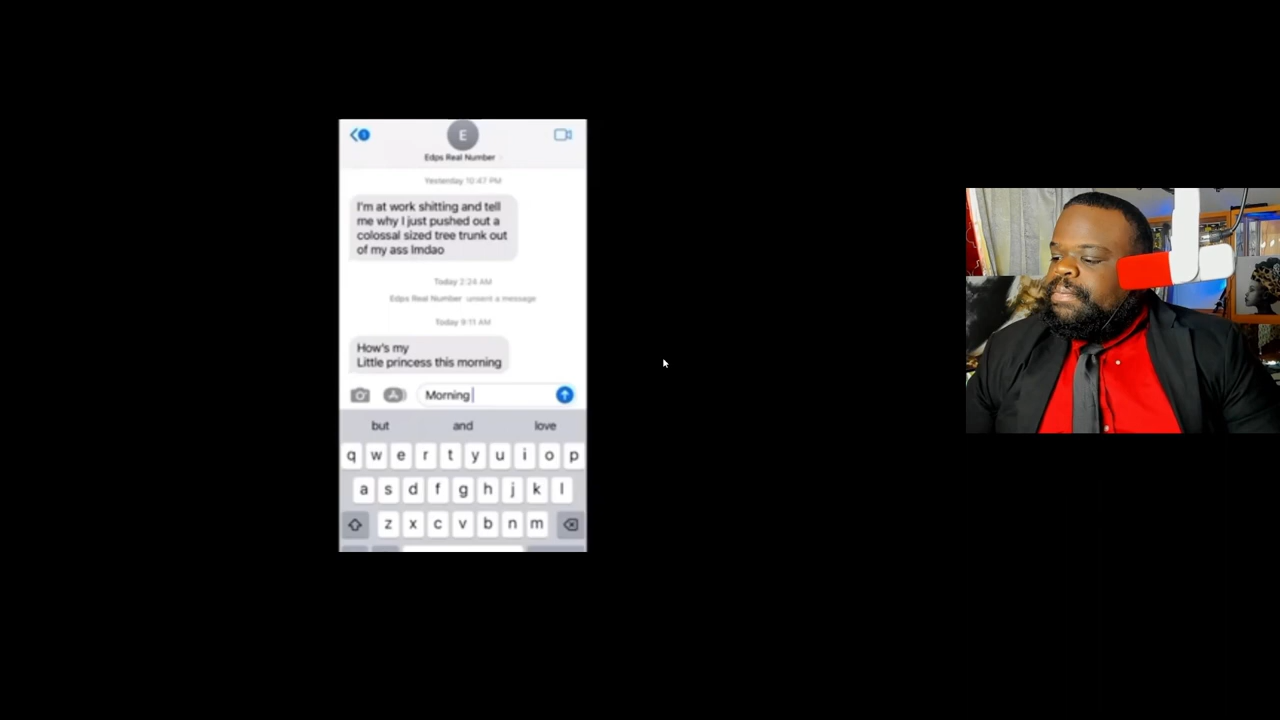 E
Edps Real Number
Yesterday 10:47 PM
I'm at work shitting and tell
me why I just pushed out a
colossal sized tree trunk out
of my ass lmdao
Today 2:24 AM
Edps Real Number unsent a message
Today 9:11 AM
How's my
Little princess this morning
Morning
but and love
q w e r t y u i o p
a s d f g h j k l
z x c v b n m